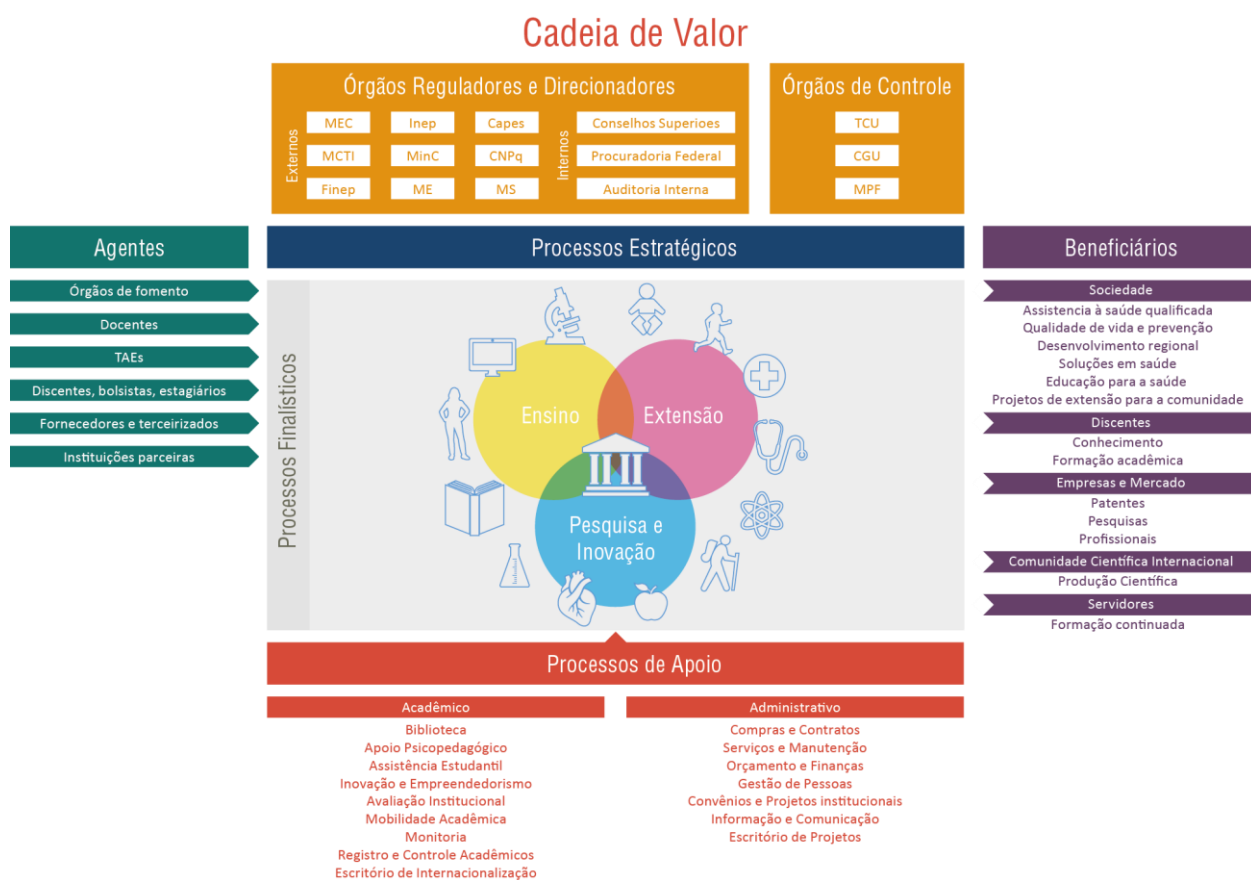 Cadeia de Valor
Órgãos Reguladores e Direcionadores
Externos
MEC
Inep
Capes
MCTI
MinC
CNPq
Finep
ME
MS
Internos
Conselhos Superioes
Procuradoria Federal
Auditoria Interna
Órgãos de Controle
TCU
CGU
MPF
Agentes
Órgãos de fomento
Docentes
TAEs
Discentes, bolsistas, estagiários
Fornecedores e terceirizados
Instituições parceiras
Processos Estratégicos
Processos Finalísticos
Ensino
Extensão
Pesquisa e
Inovação
Beneficiários
Sociedade
Assistencia à saúde qualificada
Qualidade de vida e prevenção
Desenvolvimento regional
Soluções em saúde
Educação para a saúde
Projetos de extensão para a comunidade
Discentes
Conhecimento
Formação acadêmica
Empresas e Mercado
Patentes
Pesquisas
Profissionais
Comunidade Científica Internacional
Produção Científica
Servidores
Formação continuada
Processos de Apoio
Acadêmico
Biblioteca
Apoio Psicopedagógico
Assistência Estudantil
Inovação e Empreendedorismo
Avaliação Institucional
Mobilidade Acadêmica
Monitoria
Registro e Controle Acadêmicos
Escritório de Internacionalização
Administrativo
Compras e Contratos
Serviços e Manutenção
Orçamento e Finanças
Gestão de Pessoas
Convênios e Projetos institucionais
Informação e Comunicação
Escritório de Projetos